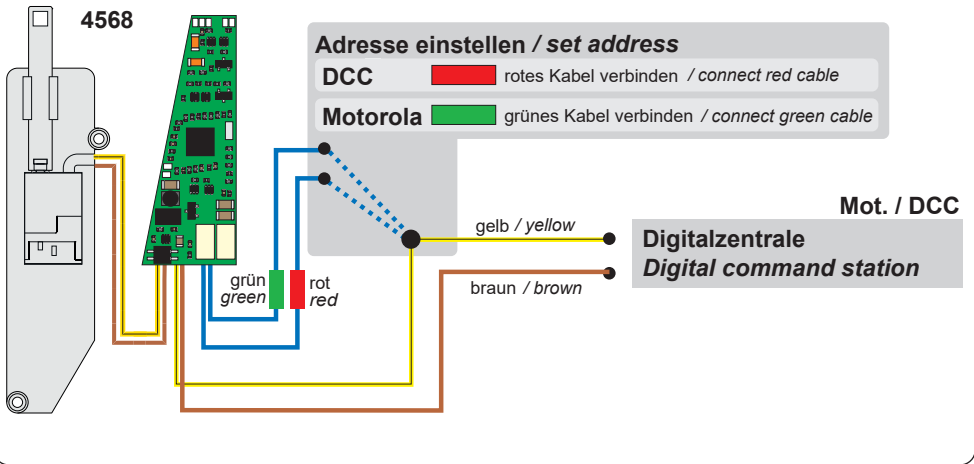 4568
Adresse einstellen / set address
DCC rotes Kabel verbinden / connect red cable
Motorola grünes Kabel verbinden / connect green cable
gelb / yellow
Mot. / DCC
Digitalzentrale
Digital command station
braun / brown
grün
green
rot
red